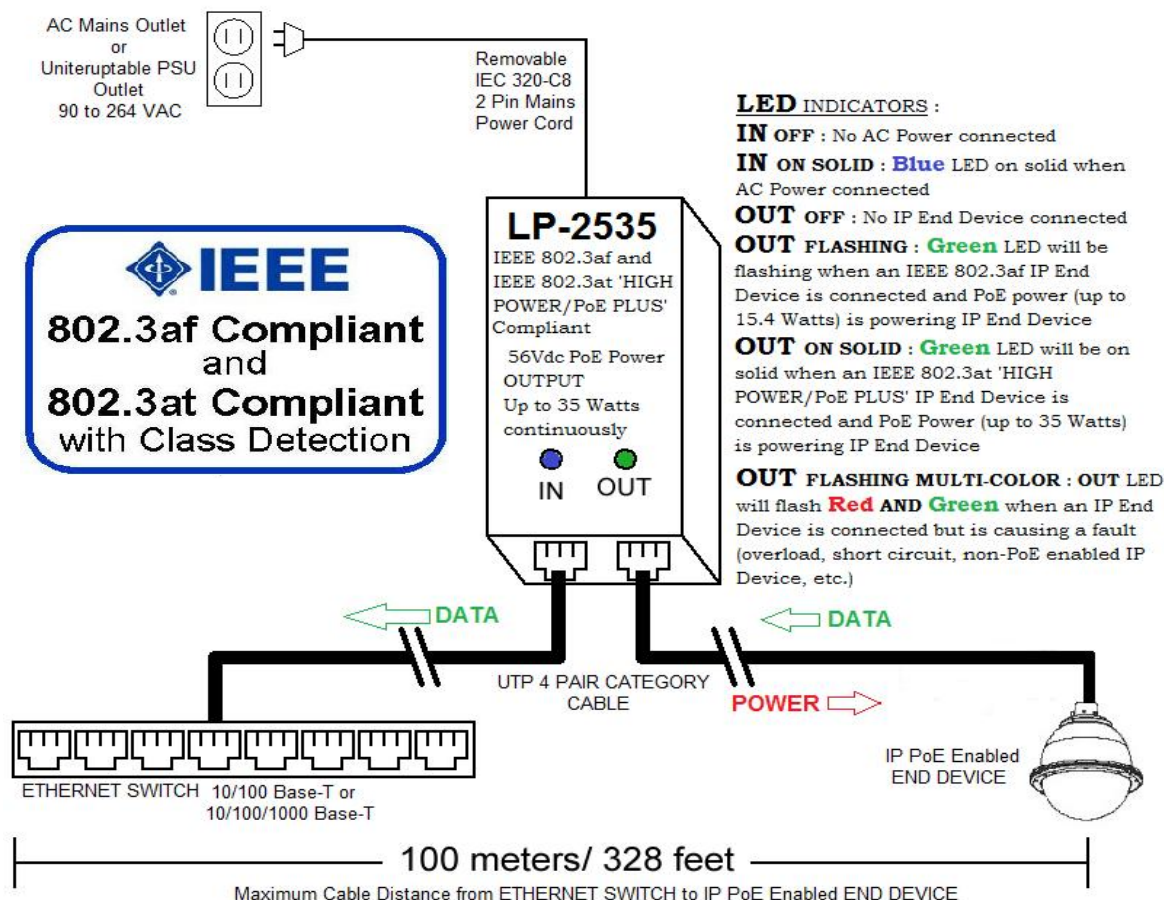 AC Mains Outlet
or
Uniteruptable PSU
Outlet
90 to 264 VAC
Removable
IEC 320-C8
2 Pin Mains
Power Cord
IEEE
802.3af Compliant
and
802.3at Compliant
with Class Detection
LP-2535
IEEE 802.3af and
IEEE 802.3at 'HIGH
POWER/PoE PLUS'
Compliant
56Vdc PoE Power
OUTPUT
Up to 35 Watts
continuously
IN OUT
LED INDICATORS :
IN OFF : No AC Power connected
IN ON SOLID : Blue LED on solid when
AC Power connected
OUT OFF : No IP End Device connected
OUT FLASHING : Green LED will be
flashing when an IEEE 802.3af IP End
Device is connected and PoE power (up to
15.4 Watts) is powering IP End Device
OUT ON SOLID : Green LED will be on
solid when an IEEE 802.3at 'HIGH
POWER/PoE PLUS' IP End Device is
connected and PoE Power (up to 35 Watts)
is powering IP End Device
OUT FLASHING MULTI-COLOR : OUT LED
will flash Red AND Green when an IP End
Device is connected but is causing a fault
(overload, short circuit, non-PoE enabled IP
Device, etc.)
DATA
DATA
UTP 4 PAIR CATEGORY
CABLE
POWER
IP PoE Enabled
END DEVICE
ETHERNET SWITCH 10/100 Base-T or
10/100/1000 Base-T
100 meters/ 328 feet
Maximum Cable Distance from ETHERNET SWITCH to IP PoE Enabled END DEVICE